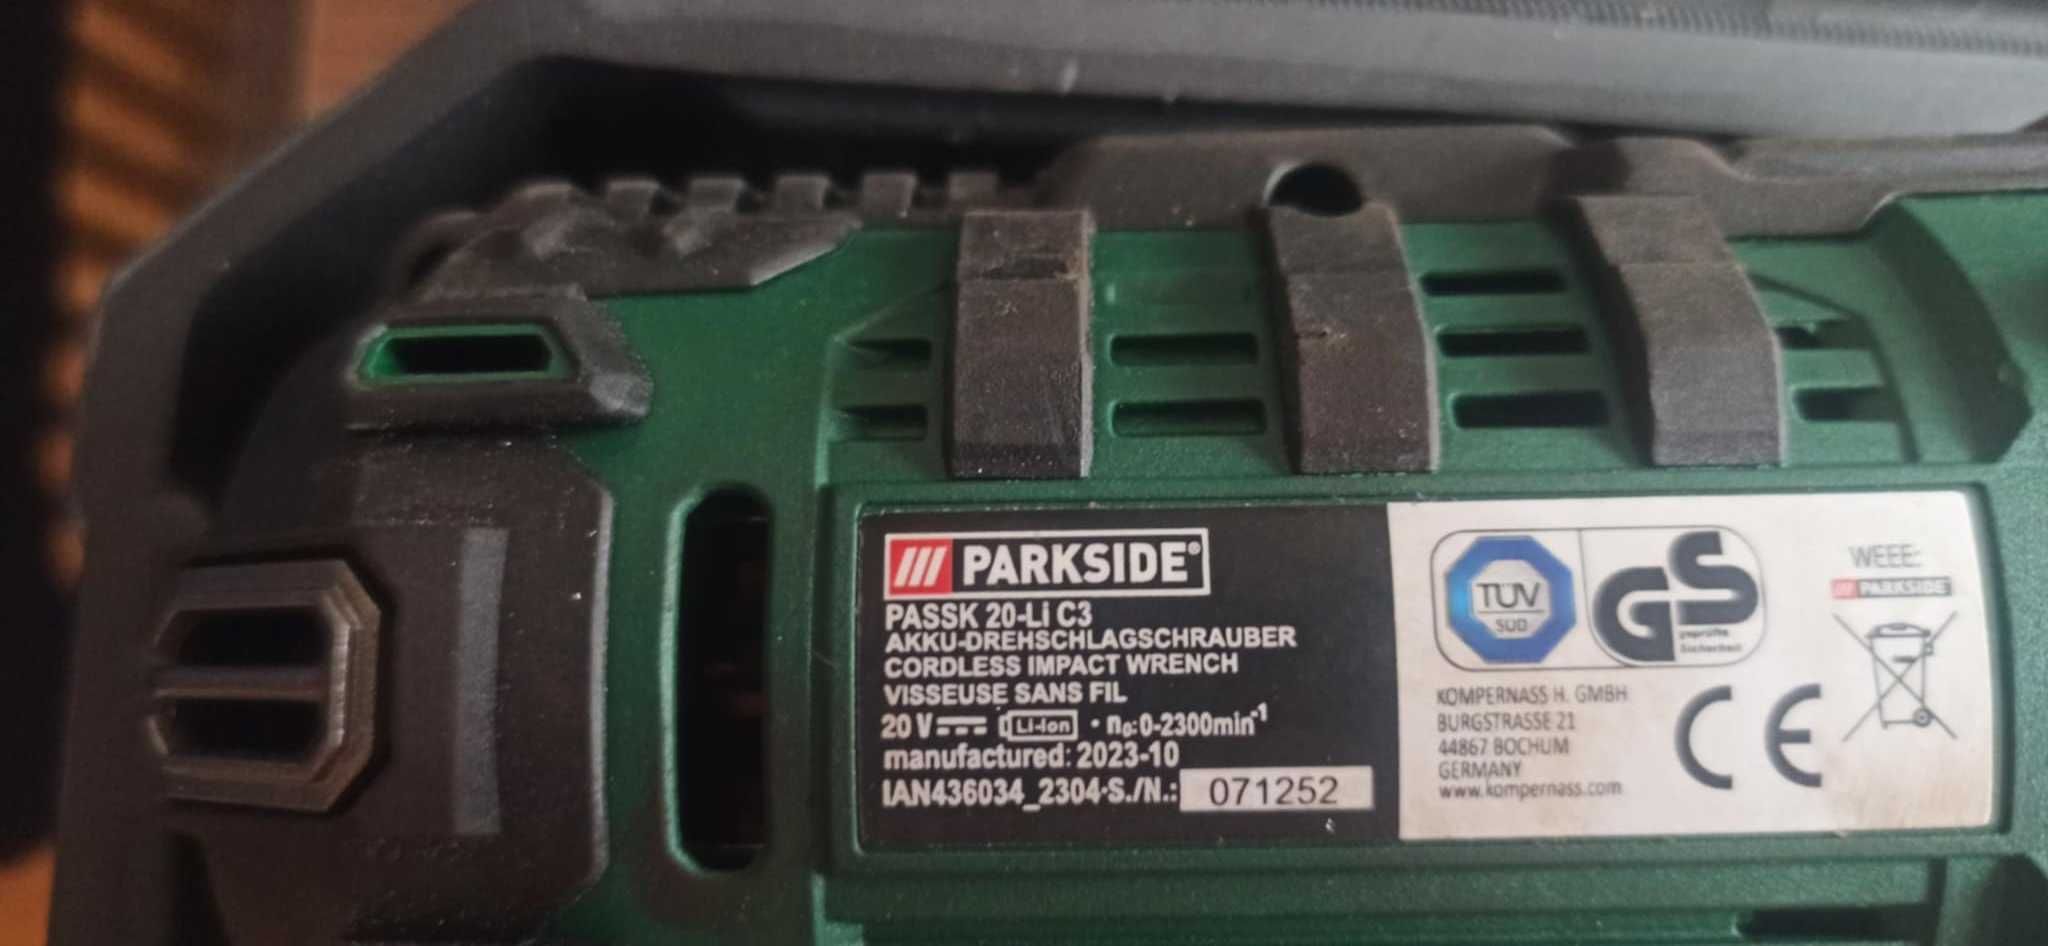 PARKSIDE®
PASSK 20-Li C3
AKKU-DREHSCHLAGSCHRAUBER
CORDLESS IMPACT WRENCH
VISSEUSE SANS FIL
20 V Li-Ion • n₀: 0-2300min⁻¹
manufactured: 2023-10
IAN436034_2304•S./N.: 071252
TÜV
SÜD
GS
geprüfte
Sicherheit
KOMPERNASS H. GMBH
BURGSTRASSE 21
44867 BOCHUM
GERMANY
www.kompernass.com
CE
WEEE:
PARKSIDE